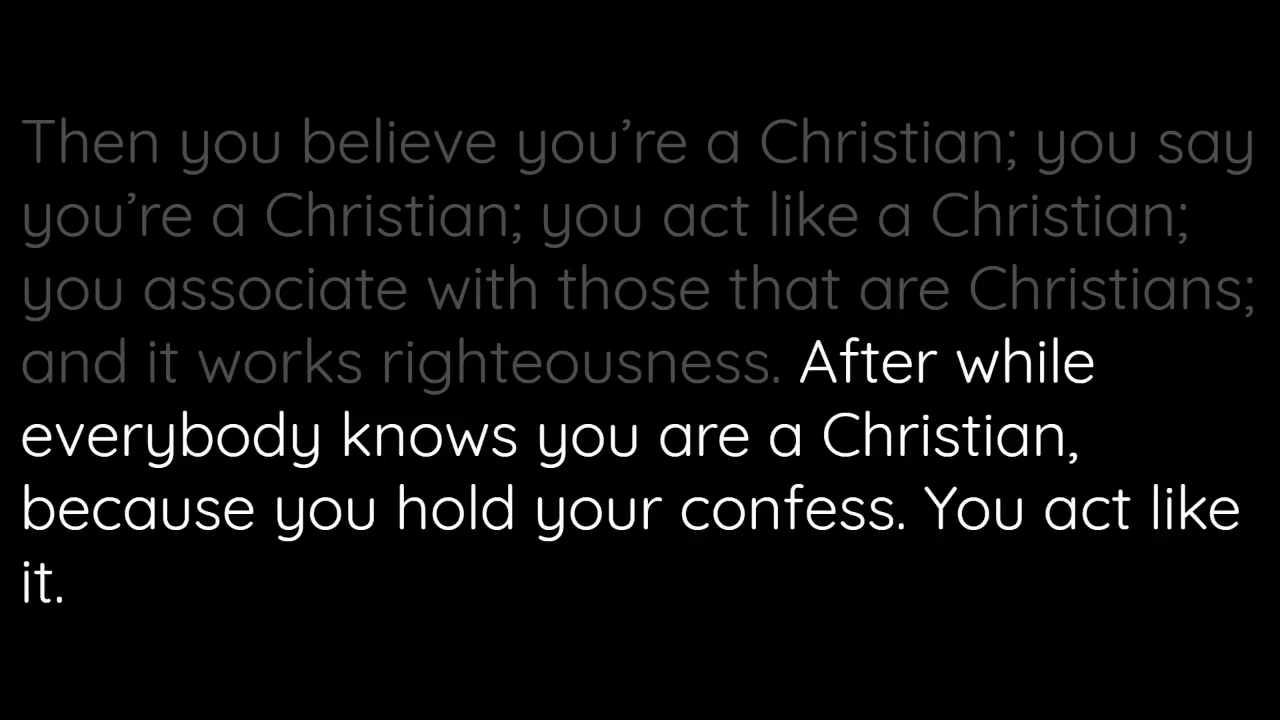 Then you believe you’re a Christian; you say
you’re a Christian; you act like a Christian;
you associate with those that are Christians;
and it works righteousness. After while
everybody knows you are a Christian,
because you hold your confess. You act like
it.